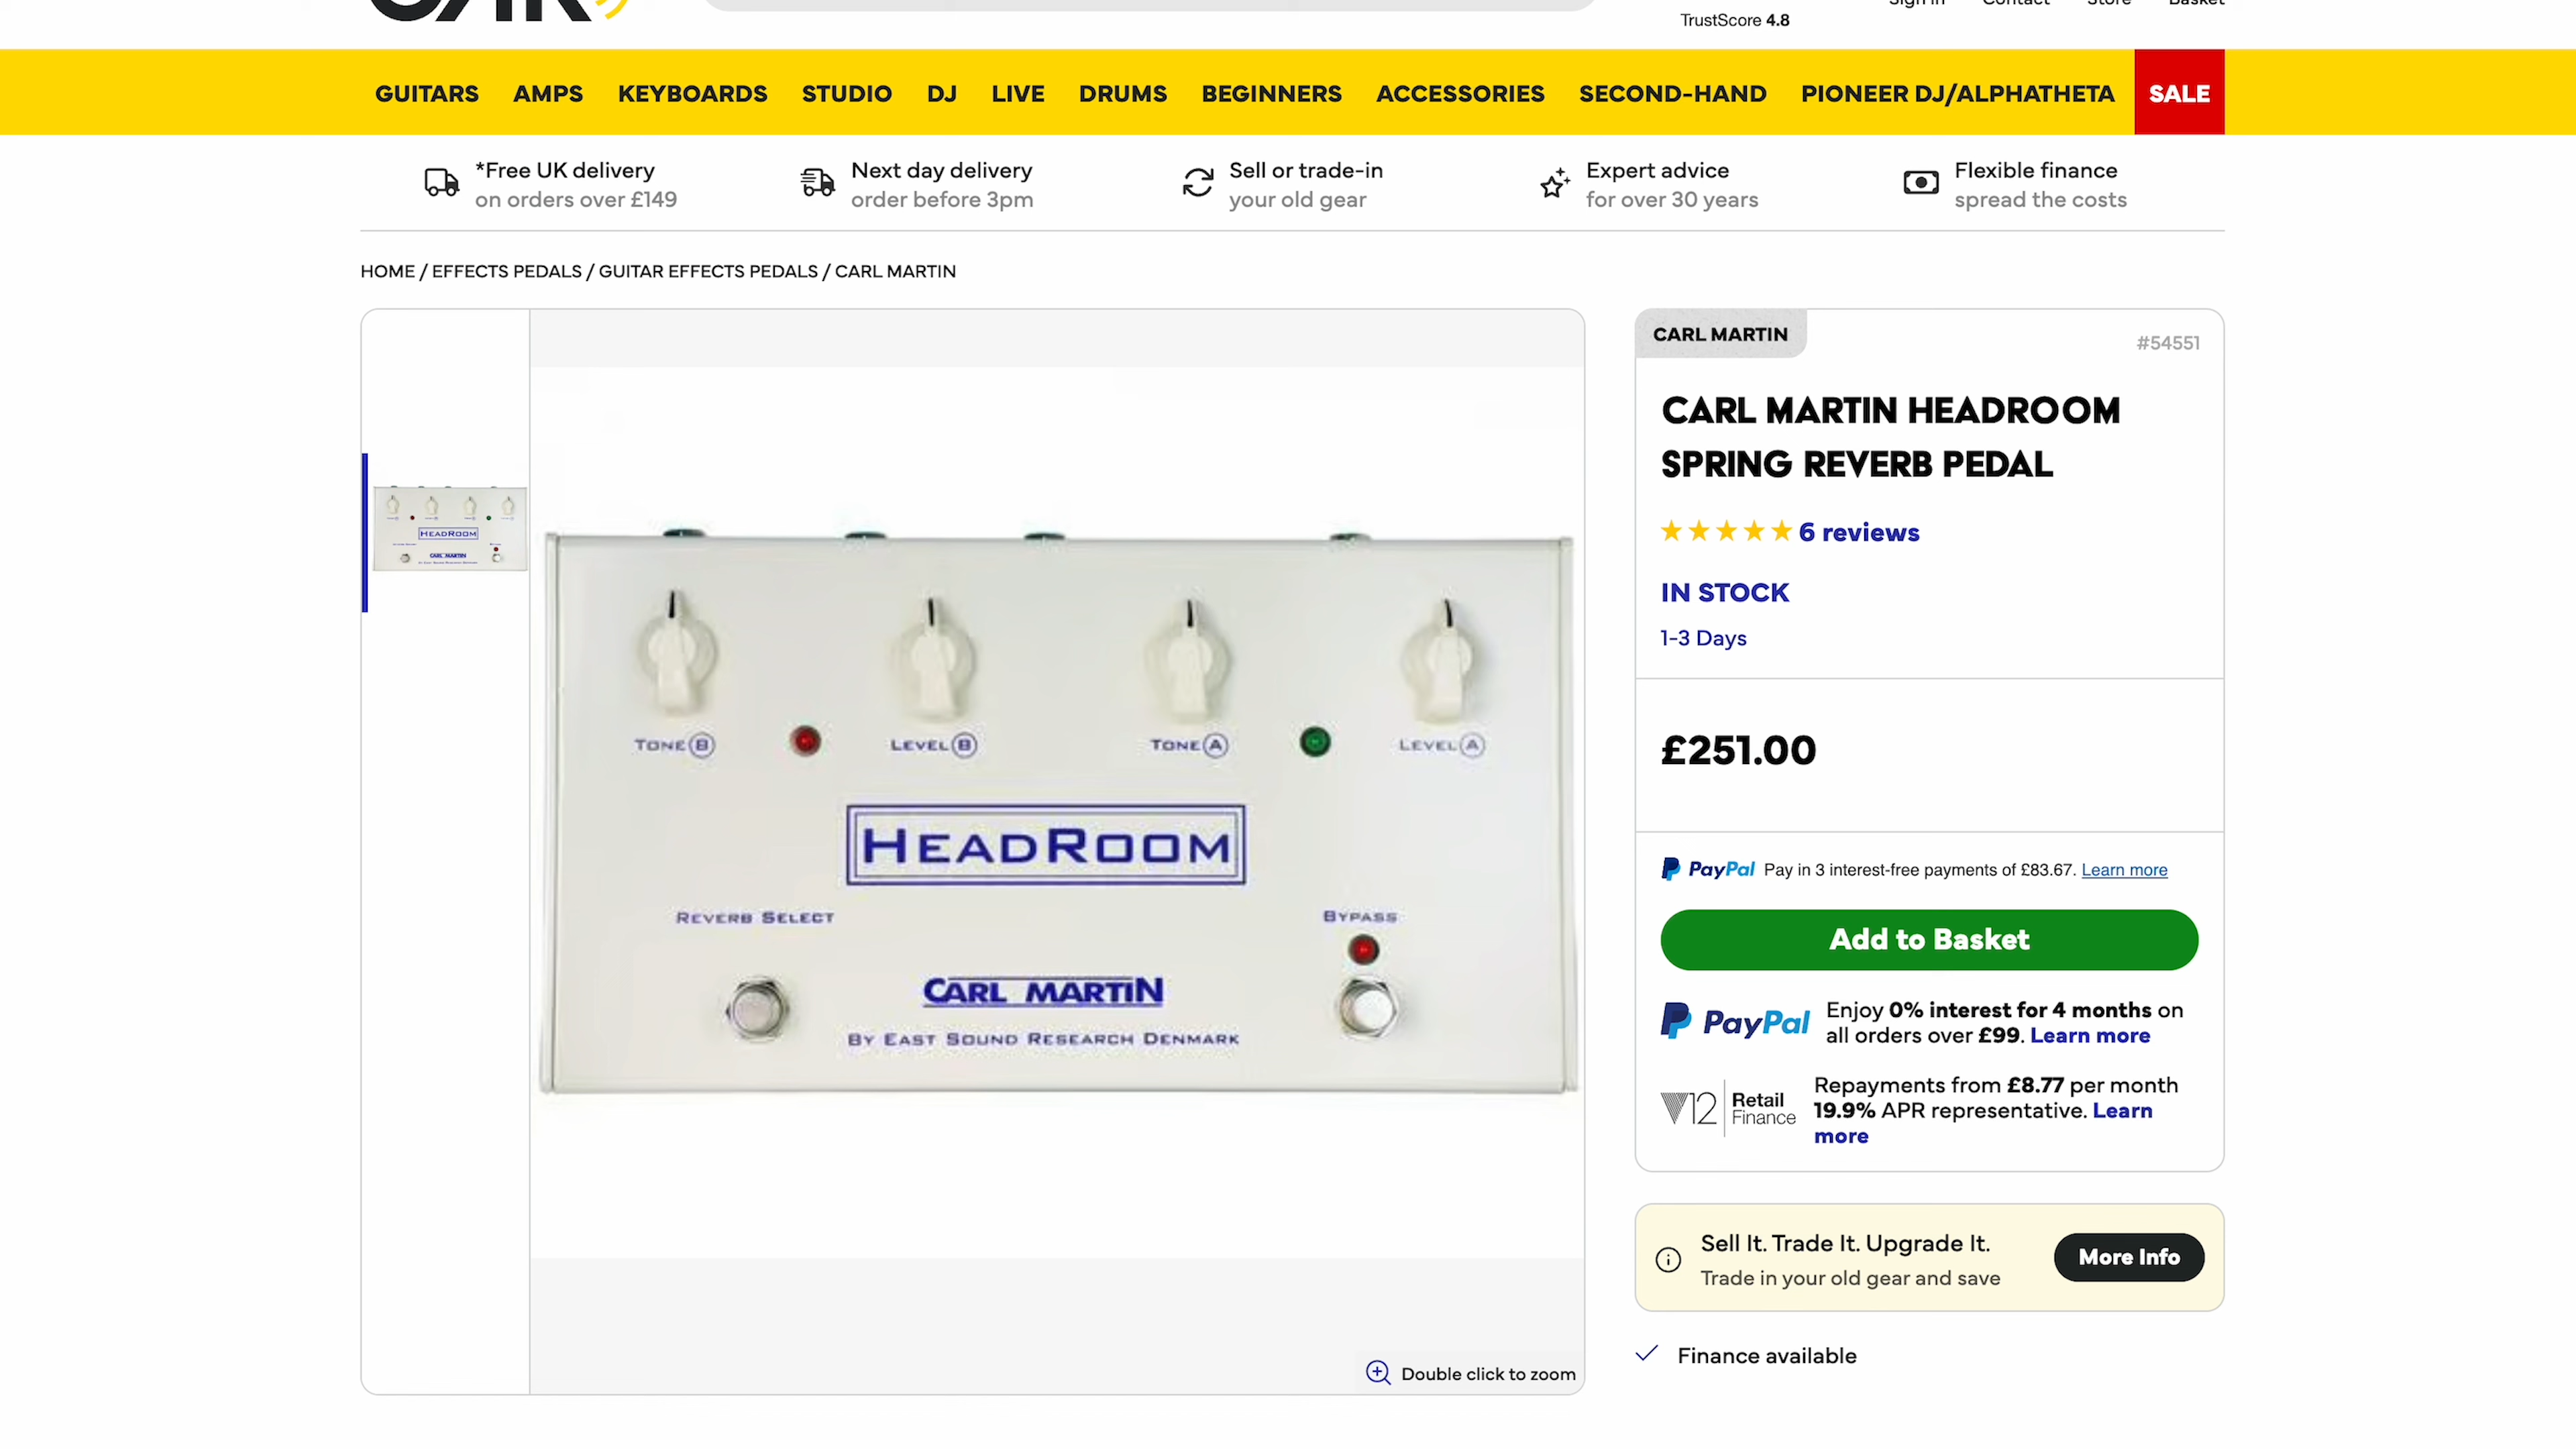 TrustScore 4.8
GUITARS AMPS KEYBOARDS STUDIO DJ LIVE DRUMS BEGINNERS ACCESSORIES SECOND-HAND PIONEER DJ/ALPHATHETA SALE
*Free UK delivery
on orders over £149
Next day delivery
order before 3pm
Sell or trade-in
your old gear
Expert advice
for over 30 years
Flexible finance
spread the costs
HOME / EFFECTS PEDALS / GUITAR EFFECTS PEDALS / CARL MARTIN
HEADROOM
CARL MARTIN
TONE B
LEVEL B
TONE A
LEVEL A
HEADROOM
REVERB SELECT
BYPASS
CARL MARTIN
BY EAST SOUND RESEARCH DENMARK
Double click to zoom
CARL MARTIN
#54551
CARL MARTIN HEADROOM
SPRING REVERB PEDAL
6 reviews
IN STOCK
1-3 Days
£251.00
PayPal Pay in 3 interest-free payments of £83.67. Learn more
Add to Basket
PayPal
Enjoy 0% interest for 4 months on
all orders over £99. Learn more
V12 Retail
Finance
Repayments from £8.77 per month
19.9% APR representative. Learn
more
Sell It. Trade It. Upgrade It.
Trade in your old gear and save
More Info
Finance available